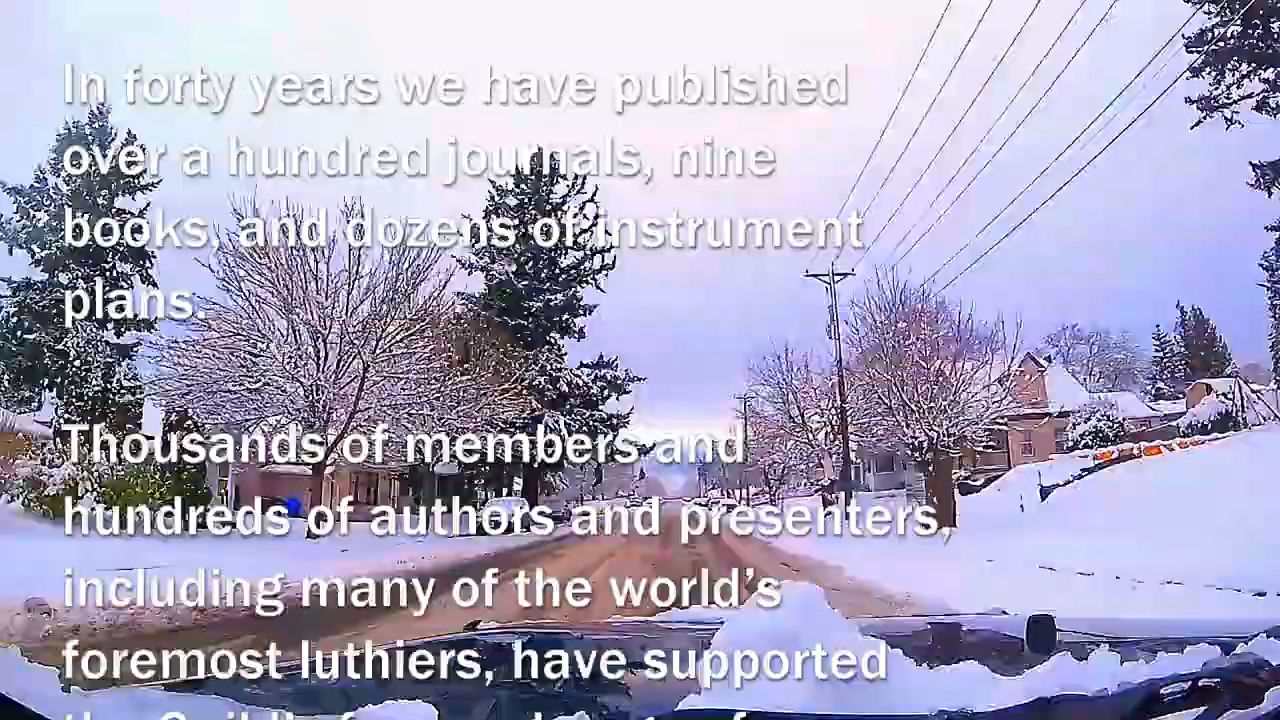 In forty years we have published
over a hundred journals, nine
books, and dozens of instrument
plans.
Thousands of members and
hundreds of authors and presenters,
including many of the world's
foremost luthiers, have supported